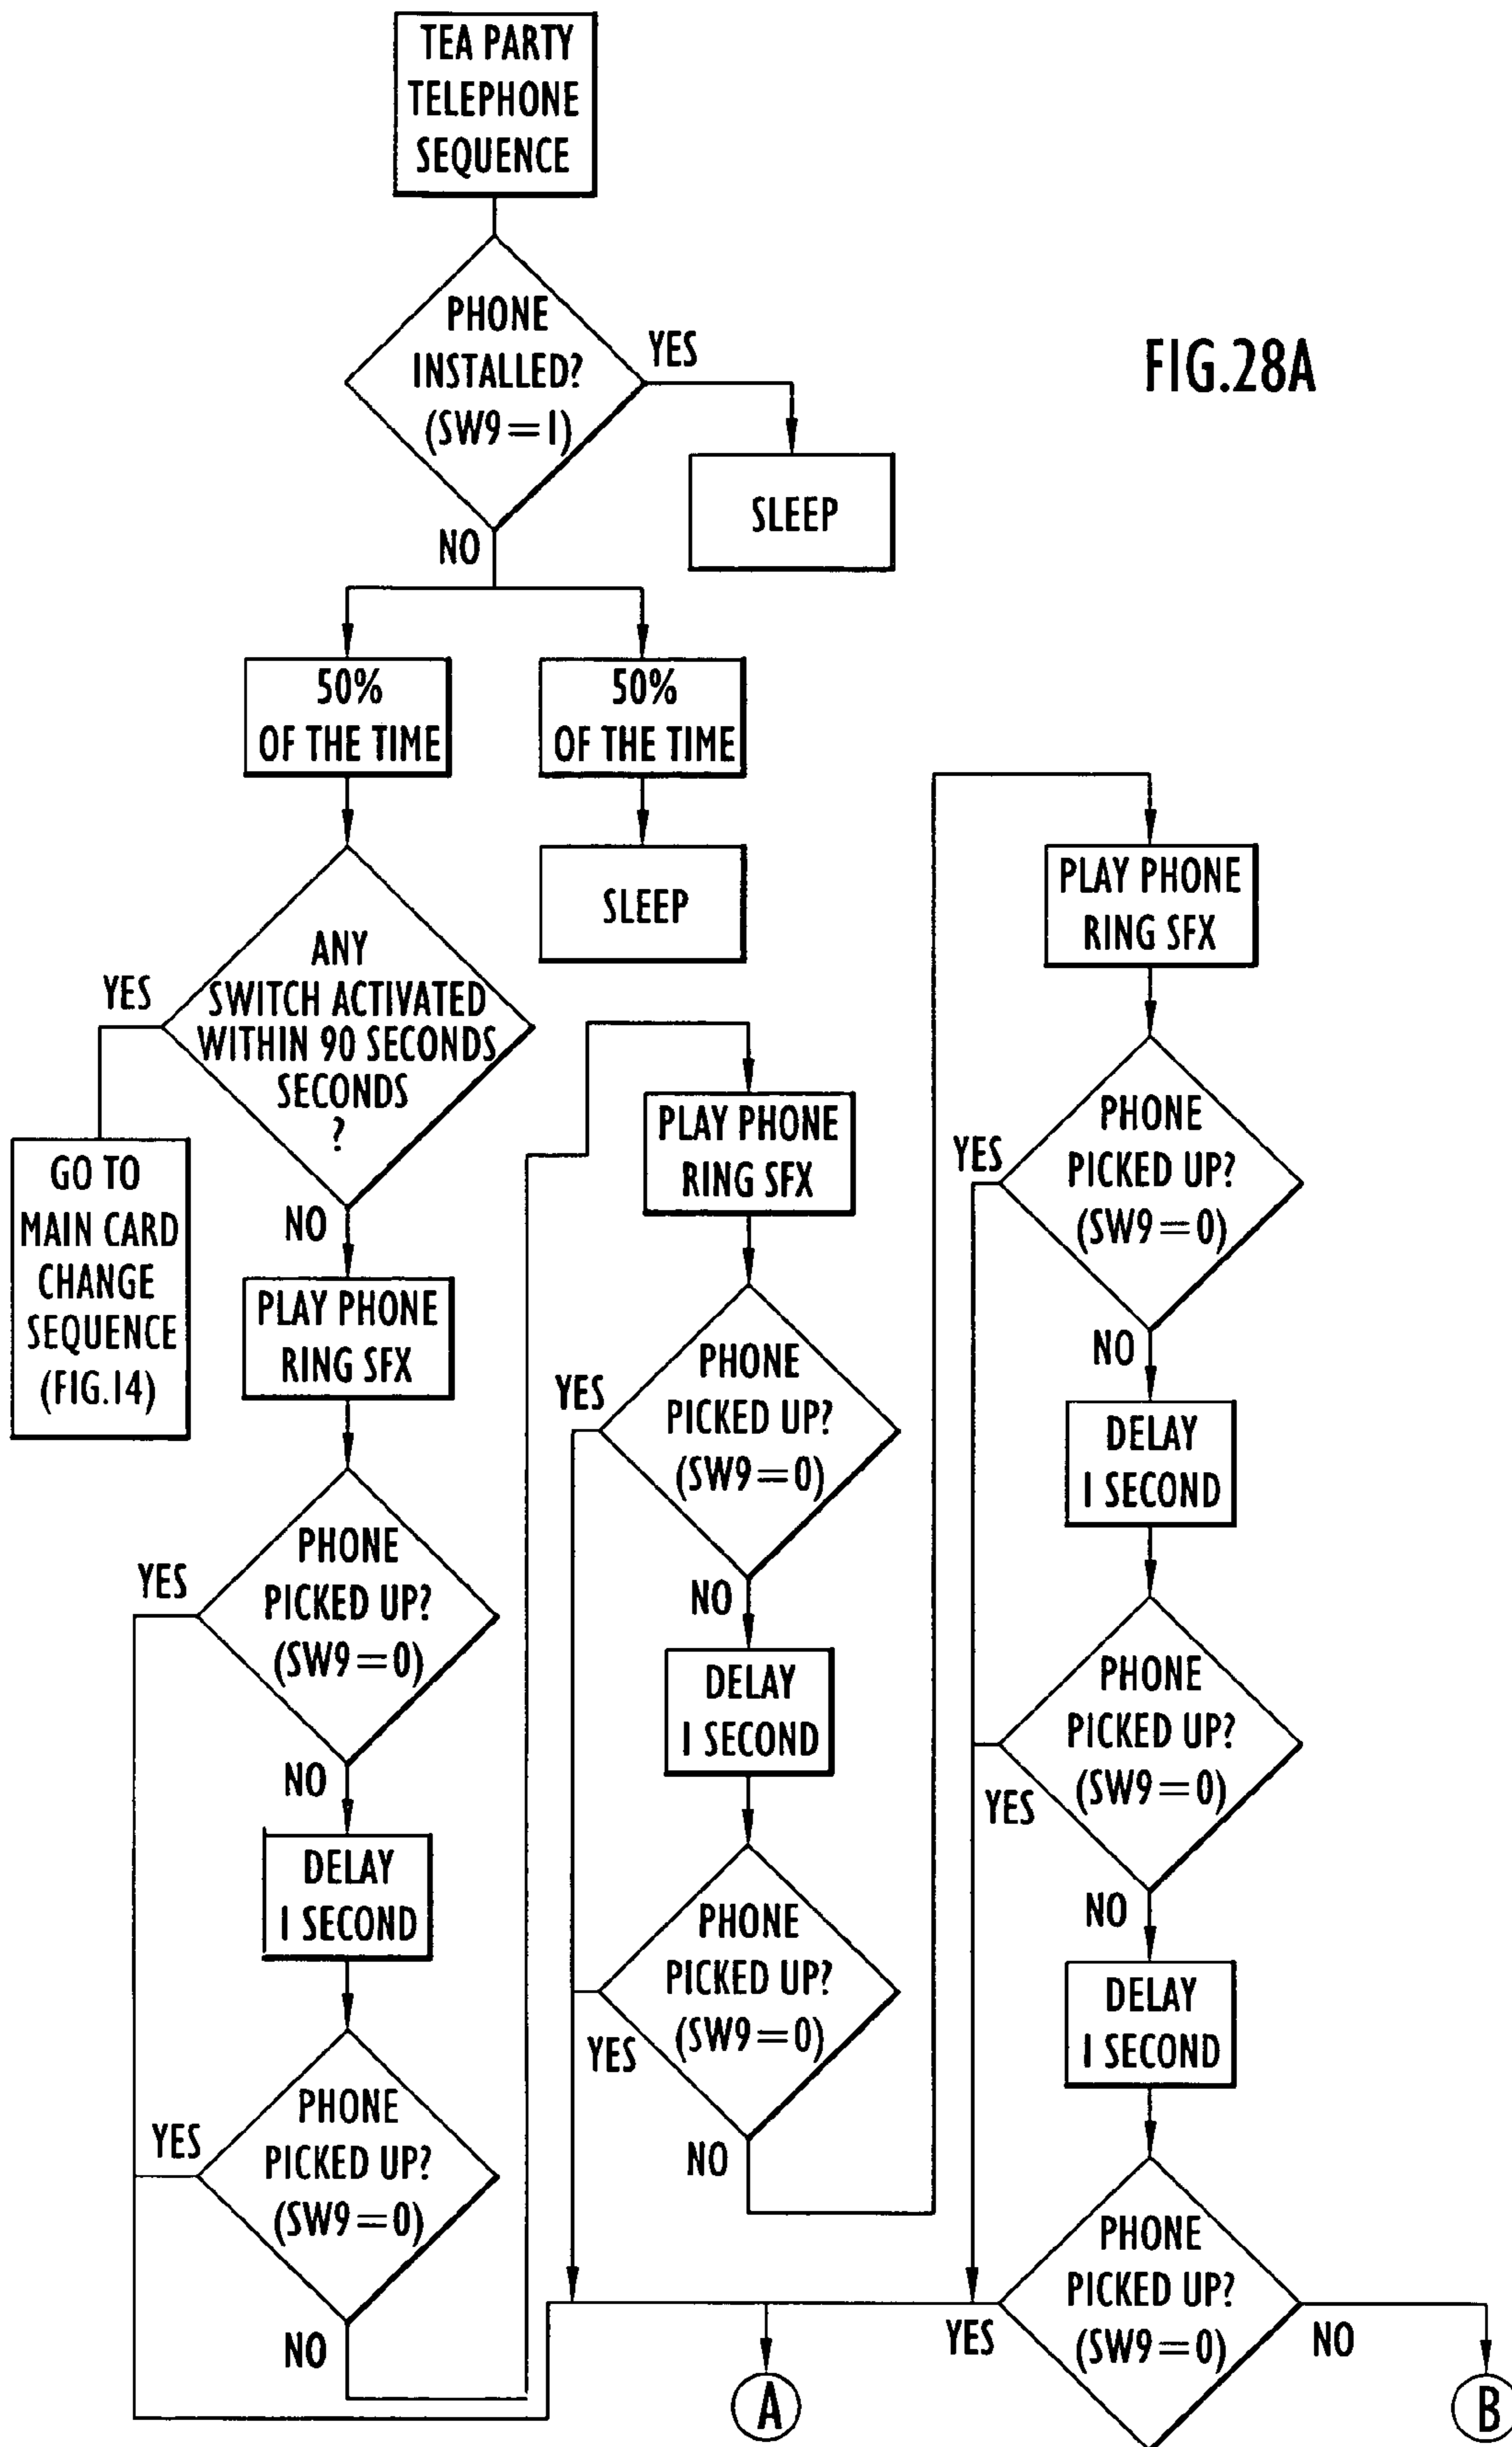 TEA PARTY
TELEPHONE
SEQUENCE
PHONE
INSTALLED?
(SW9=1)
YES
FIG.28A
SLEEP
NO
50%
OF THE TIME
50%
OF THE TIME
SLEEP
ANY
SWITCH ACTIVATED
WITHIN 90 SECONDS
SECONDS
?
YES
GO TO
MAIN CARD
CHANGE
SEQUENCE
(FIG.14)
NO
PLAY PHONE
RING SFX
PHONE
PICKED UP?
(SW9=0)
YES
NO
DELAY
1 SECOND
PHONE
PICKED UP?
(SW9=0)
YES
NO
PLAY PHONE
RING SFX
PHONE
PICKED UP?
(SW9=0)
YES
NO
DELAY
1 SECOND
PHONE
PICKED UP?
(SW9=0)
YES
NO
PLAY PHONE
RING SFX
PHONE
PICKED UP?
(SW9=0)
YES
NO
DELAY
1 SECOND
PHONE
PICKED UP?
(SW9=0)
YES
NO
DELAY
1 SECOND
PHONE
PICKED UP?
(SW9=0)
YES
NO
A
B